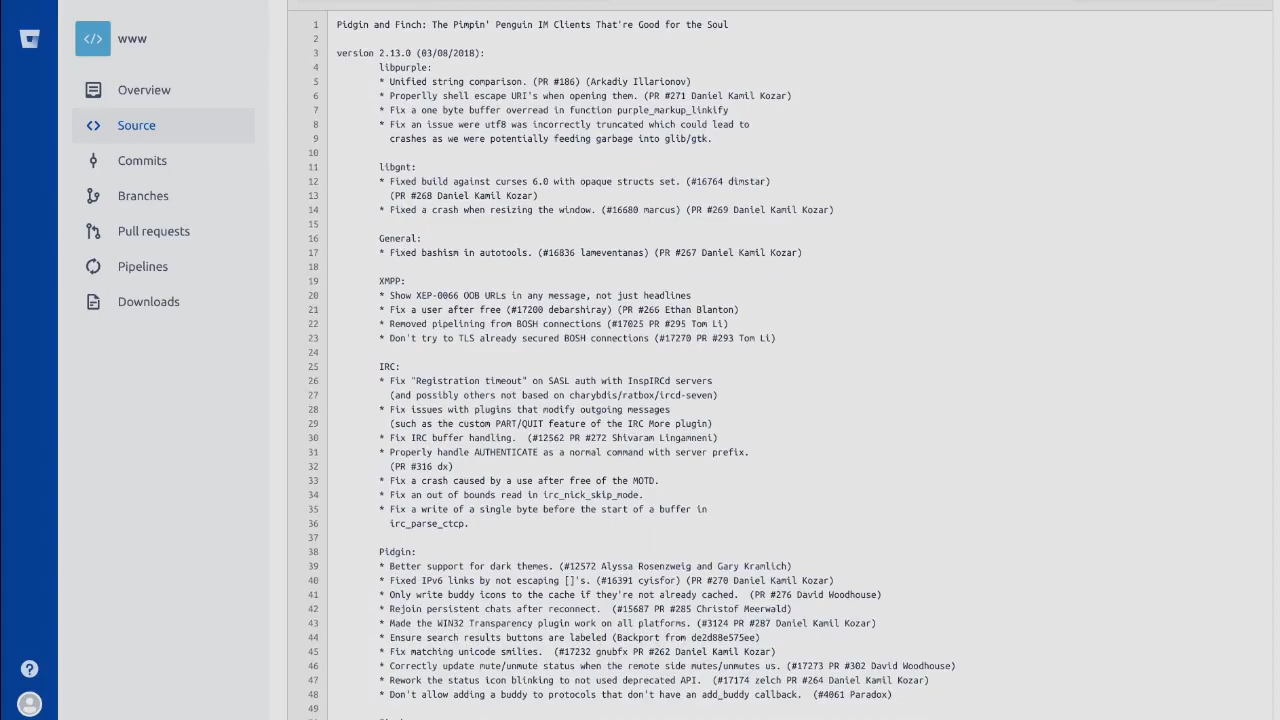 </> www
Overview
Source
Commits
Branches
Pull requests
Pipelines
Downloads
1 Pidgin and Finch: The Pimpin' Penguin IM Clients That're Good for the Soul
2
3 version 2.13.0 (03/08/2018):
4 libpurple:
5 * Unified string comparison. (PR #186) (Arkadiy Illarionov)
6 * Properlly shell escape URI's when opening them. (PR #271 Daniel Kamil Kozar)
7 * Fix a one byte buffer overread in function purple_markup_linkify
8 * Fix an issue were utf8 was incorrectly truncated which could lead to
9 crashes as we were potentially feeding garbage into glib/gtk.
10
11 libgnt:
12 * Fixed build against curses 6.0 with opaque structs set. (#16764 dimstar)
13 (PR #268 Daniel Kamil Kozar)
14 * Fixed a crash when resizing the window. (#16680 marcus) (PR #269 Daniel Kamil Kozar)
15
16 General:
17 * Fixed bashism in autotools. (#16836 lameventanas) (PR #267 Daniel Kamil Kozar)
18
19 XMPP:
20 * Show XEP-0066 OOB URLs in any message, not just headlines
21 * Fix a user after free (#17200 debarshiray) (PR #266 Ethan Blanton)
22 * Removed pipelining from BOSH connections (#17025 PR #295 Tom Li)
23 * Don't try to TLS already secured BOSH connections (#17270 PR #293 Tom Li)
24
25 IRC:
26 * Fix "Registration timeout" on SASL auth with InspIRCd servers
27 (and possibly others not based on charybdis/ratbox/ircd-seven)
28 * Fix issues with plugins that modify outgoing messages
29 (such as the custom PART/QUIT feature of the IRC More plugin)
30 * Fix IRC buffer handling. (#12562 PR #272 Shivaram Lingamneni)
31 * Properly handle AUTHENTICATE as a normal command with server prefix.
32 (PR #316 dx)
33 * Fix a crash caused by a use after free of the MOTD.
34 * Fix an out of bounds read in irc_nick_skip_mode.
35 * Fix a write of a single byte before the start of a buffer in
36 irc_parse_ctcp.
37
38 Pidgin:
39 * Better support for dark themes. (#12572 Alyssa Rosenzweig and Gary Kramlich)
40 * Fixed IPv6 links by not escaping []'s. (#16391 cyisfor) (PR #270 Daniel Kamil Kozar)
41 * Only write buddy icons to the cache if they're not already cached. (PR #276 David Woodhouse)
42 * Rejoin persistent chats after reconnect. (#15687 PR #285 Christof Meerwald)
43 * Made the WIN32 Transparency plugin work on all platforms. (#3124 PR #287 Daniel Kamil Kozar)
44 * Ensure search results buttons are labeled (Backport from de2d88e575ee)
45 * Fix matching unicode smilies. (#17232 gnubfx PR #262 Daniel Kamil Kozar)
46 * Correctly update mute/unmute status when the remote side mutes/unmutes us. (#17273 PR #302 David Woodhouse)
47 * Rework the status icon blinking to not used deprecated API. (#17174 zelch PR #264 Daniel Kamil Kozar)
48 * Don't allow adding a buddy to protocols that don't have an add_buddy callback. (#4061 Paradox)
49